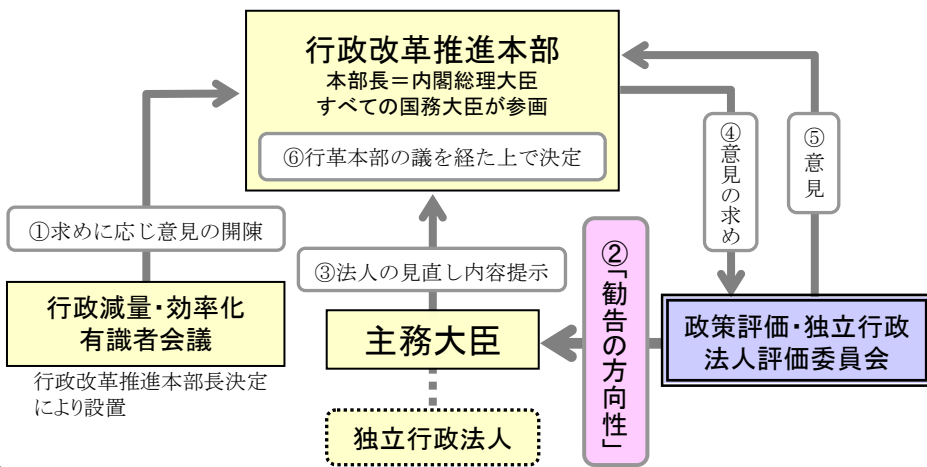 行政改革推進本部
本部長＝内閣総理大臣
すべての国務大臣が参画
⑥行革本部の議を経た上で決定
①求めに応じ意見の開陳
③法人の見直し内容提示
④意見の求め
⑤意見
②「勧告の方向性」
行政減量・効率化
有識者会議
行政改革推進本部長決定
により設置
主務大臣
独立行政法人
政策評価・独立行政
法人評価委員会